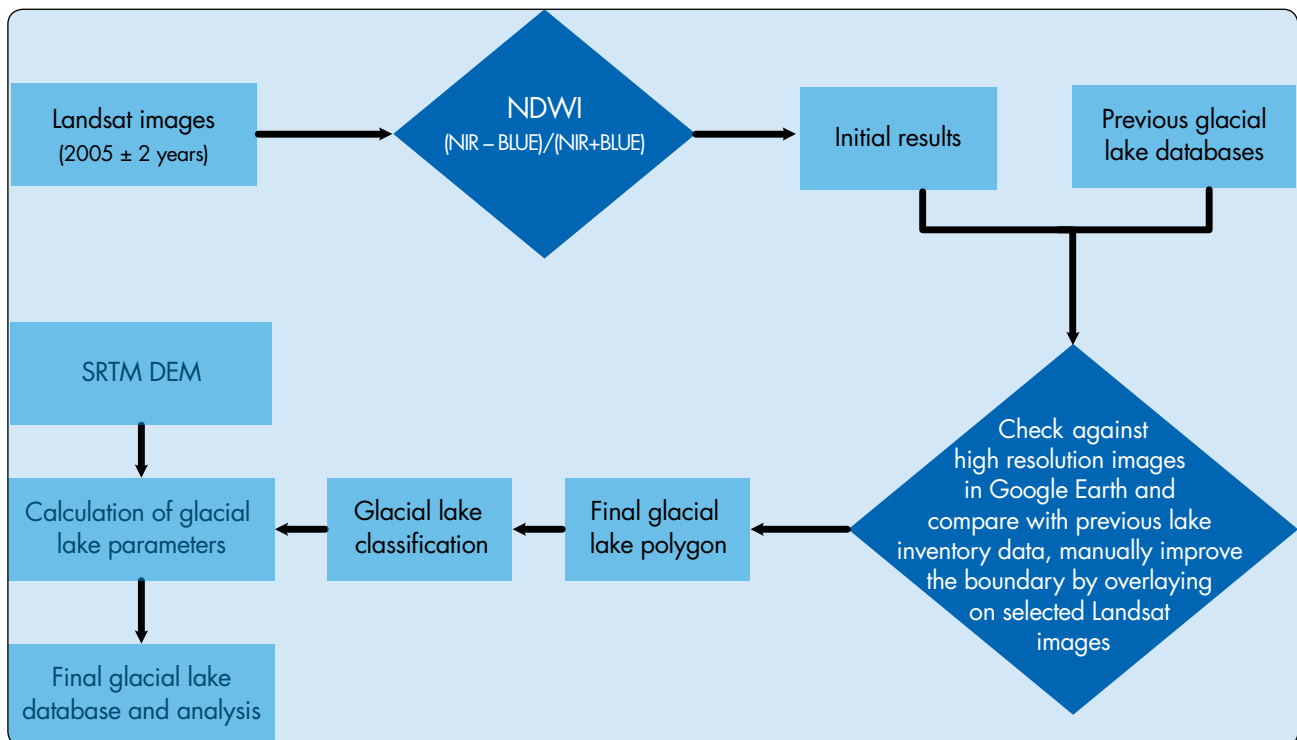 Landsat images
(2005 ± 2 years)
NDWI
(NIR – BLUE)/(NIR+BLUE)
Initial results
Previous glacial
lake databases
Check against
high resolution images
in Google Earth and
compare with previous lake
inventory data, manually improve
the boundary by overlaying
on selected Landsat
images
Final glacial
lake polygon
Glacial lake
classification
SRTM DEM
Calculation of glacial
lake parameters
Final glacial lake
database and analysis